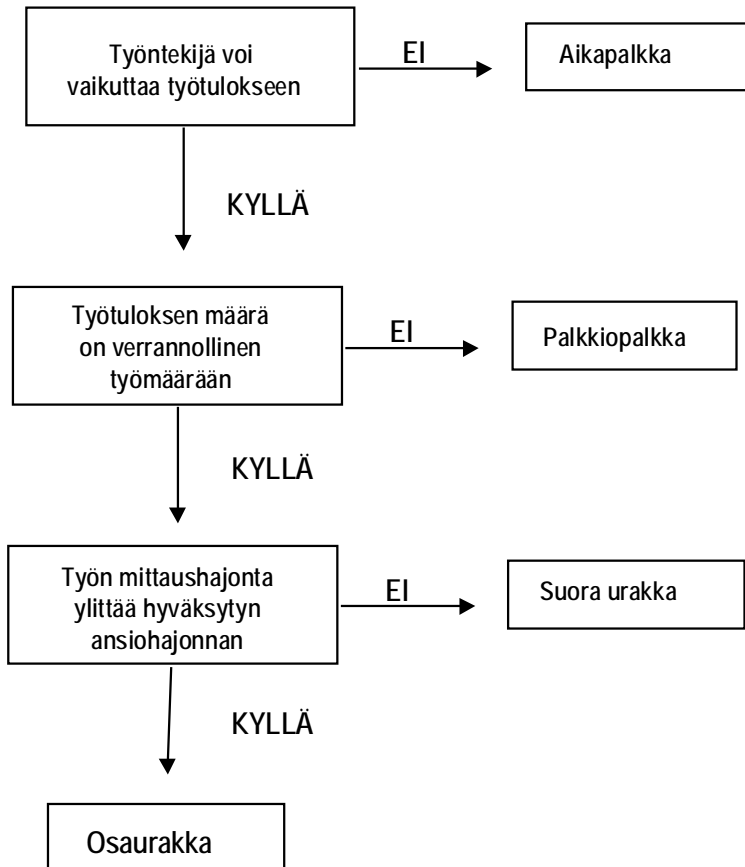 Työntekijä voi
vaikuttaa työtulokseen
EI
Aikapalkka
KYLLÄ
Työtuloksen määrä
on verrannollinen
työmäärään
EI
Palkkiopalkka
KYLLÄ
Työn mittaushajonta
ylittää hyväksytyn
ansiohajonnan
EI
Suora urakka
KYLLÄ
Osaurakka